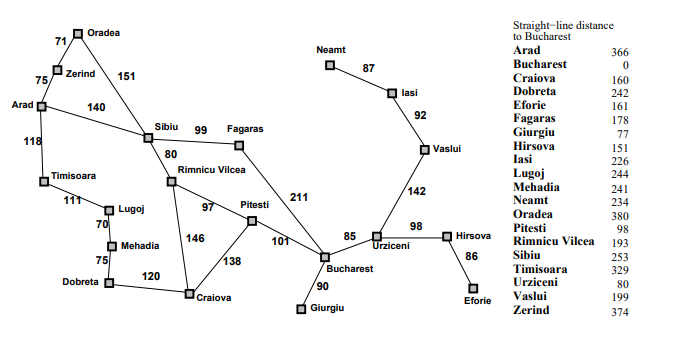 Oradea
71
Zerind
75
151
Arad
140
118
Sibiu
99
Fagaras
80
Rimnicu Vilcea
Timisoara
111
Lugoj
70
Mehadia
75
Dobreta
120
Craiova
146
97
Pitesti
138
101
211
Bucharest
90
Giurgiu
85
Urziceni
98
Hirsova
86
Eforie
142
Vaslui
92
Iasi
87
Neamt
Straight−line distance
to Bucharest
Arad 366
Bucharest 0
Craiova 160
Dobreta 242
Eforie 161
Fagaras 178
Giurgiu 77
Hirsova 151
Iasi 226
Lugoj 244
Mehadia 241
Neamt 234
Oradea 380
Pitesti 98
Rimnicu Vilcea 193
Sibiu 253
Timisoara 329
Urziceni 80
Vaslui 199
Zerind 374